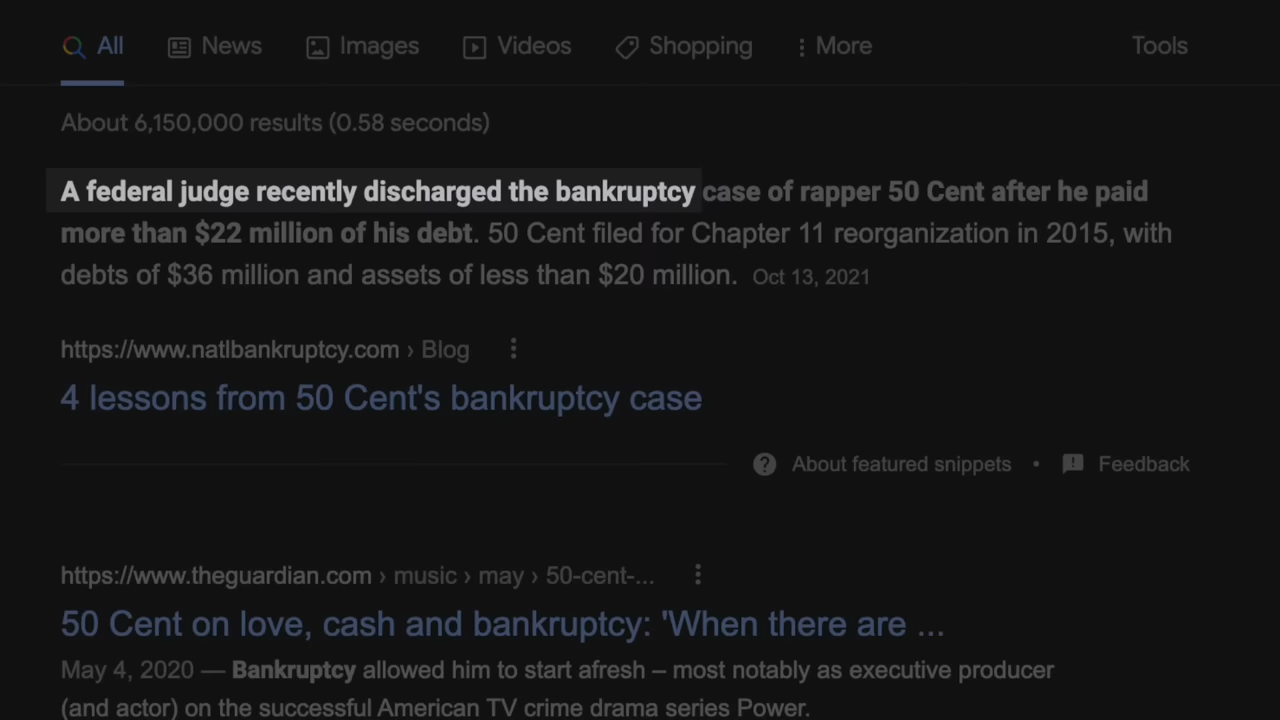 All News Images Videos Shopping More Tools
About 6,150,000 results (0.58 seconds)
A federal judge recently discharged the bankruptcy case of rapper 50 Cent after he paid
more than $22 million of his debt. 50 Cent filed for Chapter 11 reorganization in 2015, with
debts of $36 million and assets of less than $20 million. Oct 13, 2021
https://www.natlbankruptcy.com › Blog
4 lessons from 50 Cent's bankruptcy case
About featured snippets • Feedback
https://www.theguardian.com › music › may › 50-cent-...
50 Cent on love, cash and bankruptcy: 'When there are ...
May 4, 2020 — Bankruptcy allowed him to start afresh – most notably as executive producer
(and actor) on the successful American TV crime drama series Power.